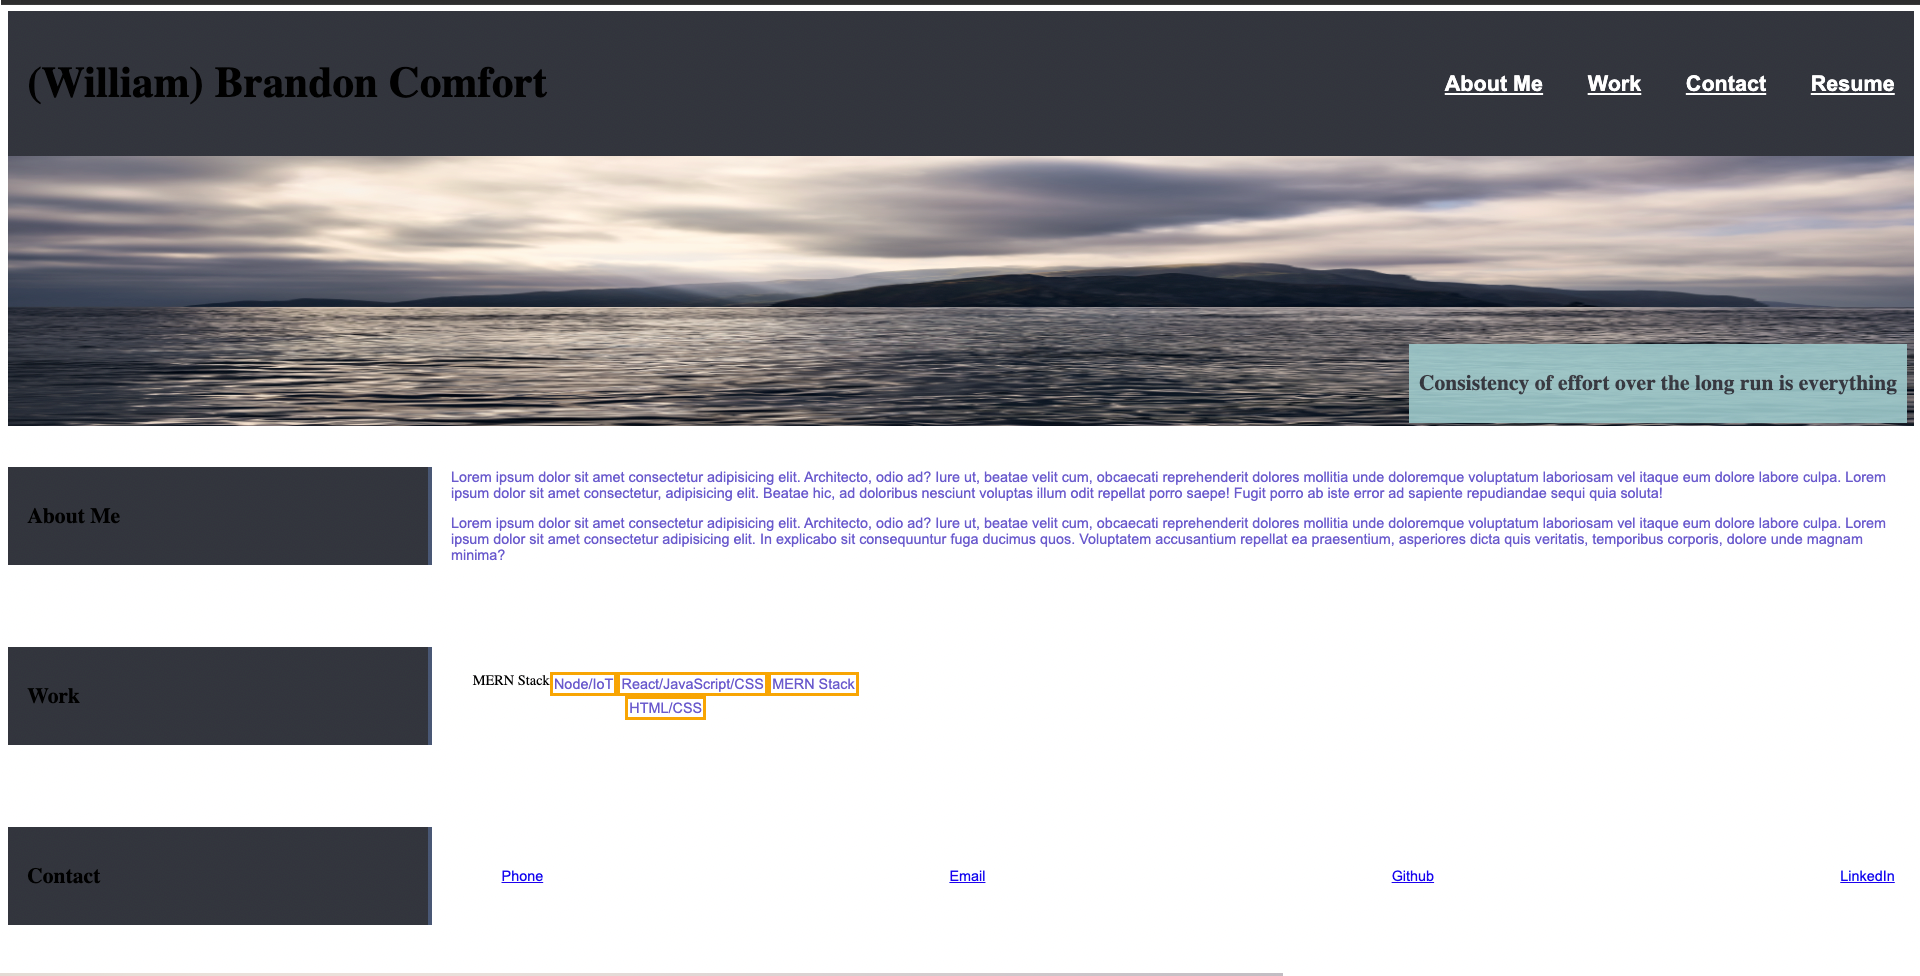 (William) Brandon Comfort
About Me Work Contact Resume
Consistency of effort over the long run is everything
About Me
Lorem ipsum dolor sit amet consectetur adipisicing elit. Architecto, odio ad? Iure ut, beatae velit cum, obcaecati reprehenderit dolores mollitia unde doloremque voluptatum laboriosam vel itaque eum dolore labore culpa. Lorem
ipsum dolor sit amet consectetur, adipisicing elit. Beatae hic, ad doloribus nesciunt voluptas illum odit repellat porro saepe! Fugit porro ab iste error ad sapiente repudiandae sequi quia soluta!
Lorem ipsum dolor sit amet consectetur adipisicing elit. Architecto, odio ad? Iure ut, beatae velit cum, obcaecati reprehenderit dolores mollitia unde doloremque voluptatum laboriosam vel itaque eum dolore labore culpa. Lorem
ipsum dolor sit amet consectetur adipisicing elit. In explicabo sit consequuntur fuga ducimus quos. Voluptatem accusantium repellat ea praesentium, asperiores dicta quis veritatis, temporibus corporis, dolore unde magnam
minima?
Work
MERN Stack Node/IoT React/JavaScript/CSS MERN Stack
HTML/CSS
Contact
Phone Email Github LinkedIn